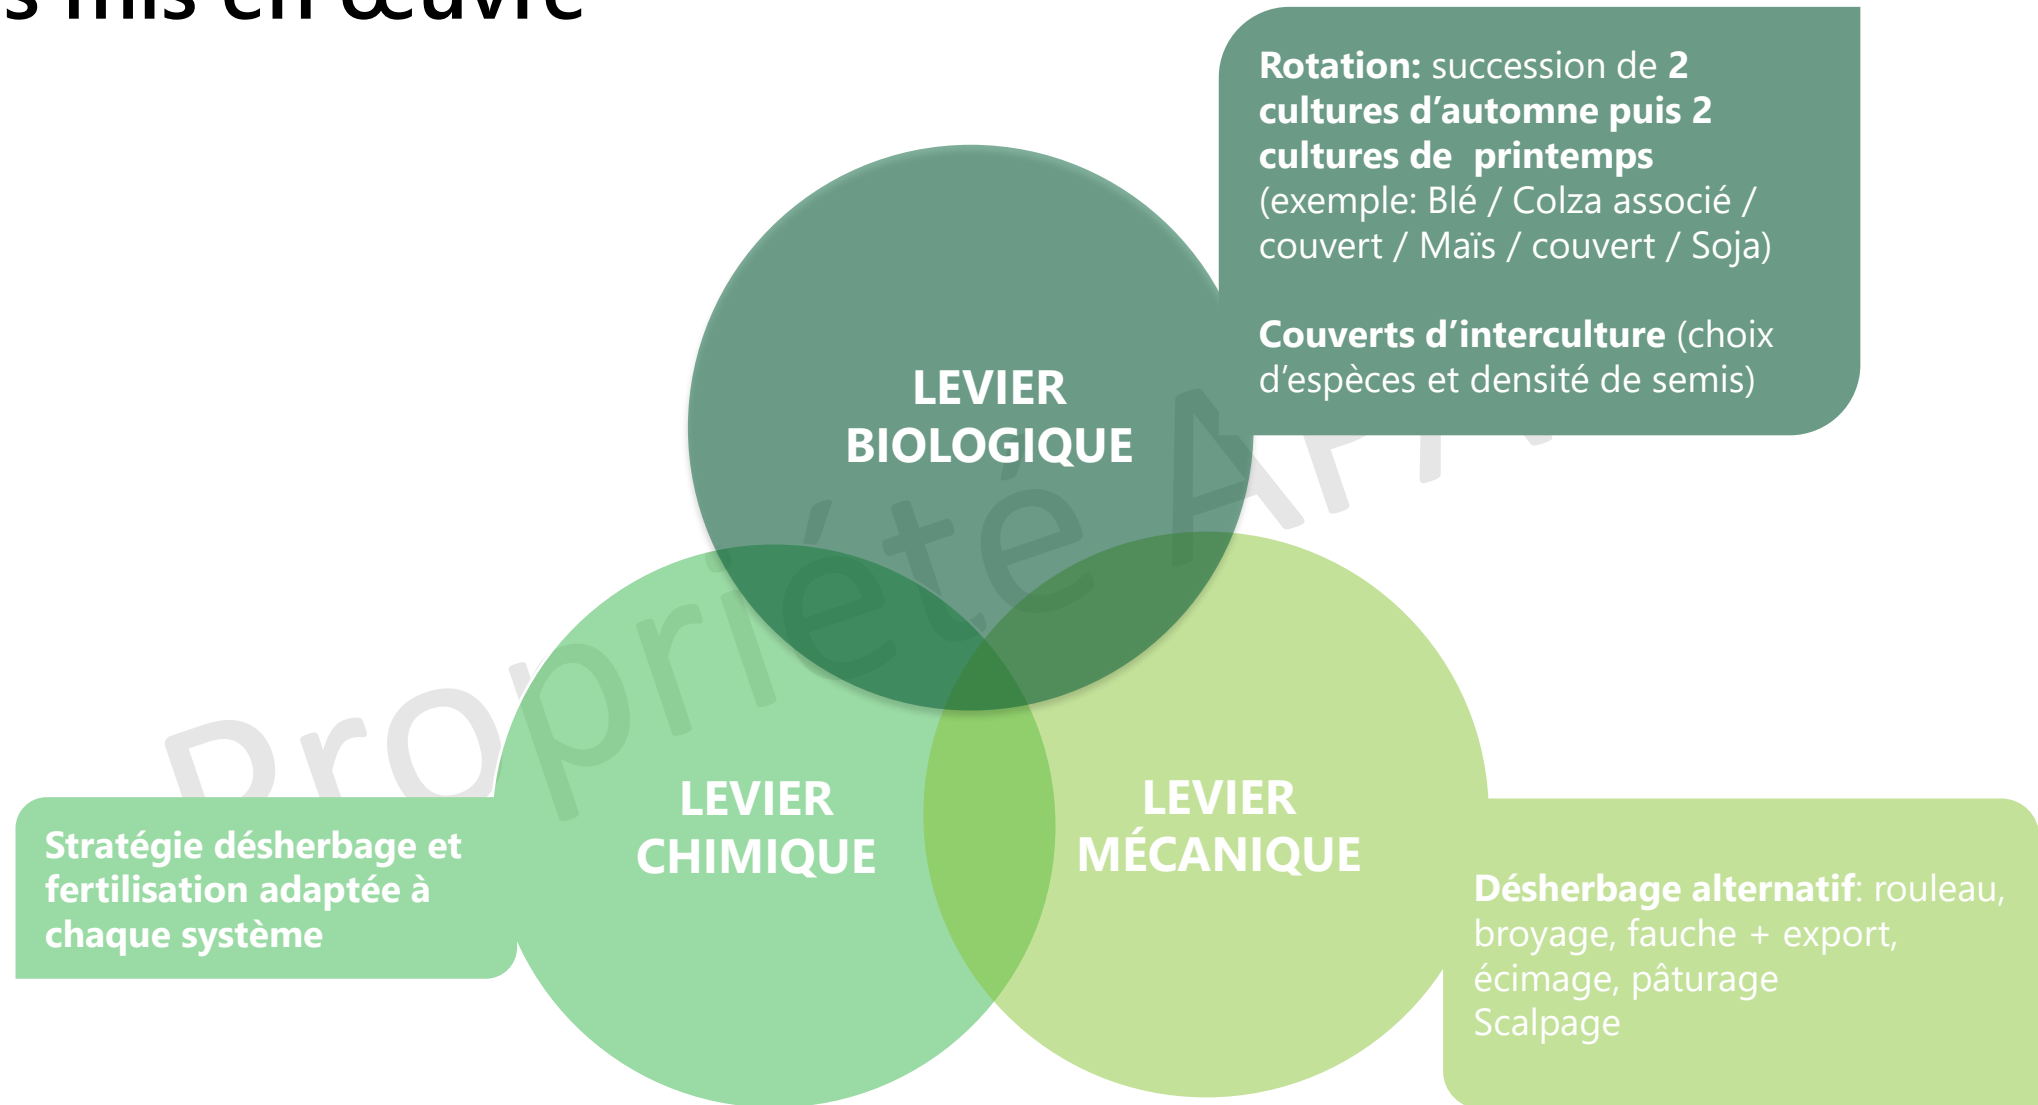 s mis en œuvre
Rotation: succession de 2
cultures d’automne puis 2
cultures de  printemps
(exemple: Blé / Colza associé /
couvert / Maïs / couvert / Soja)
Couverts d’interculture (choix
d’espèces et densité de semis)
LEVIER
BIOLOGIQUE
LEVIER
CHIMIQUE
LEVIER
MÉCANIQUE
Stratégie désherbage et
fertilisation adaptée à
chaque système
Désherbage alternatif: rouleau,
broyage, fauche + export,
écimage, pâturage
Scalpage
Propriété